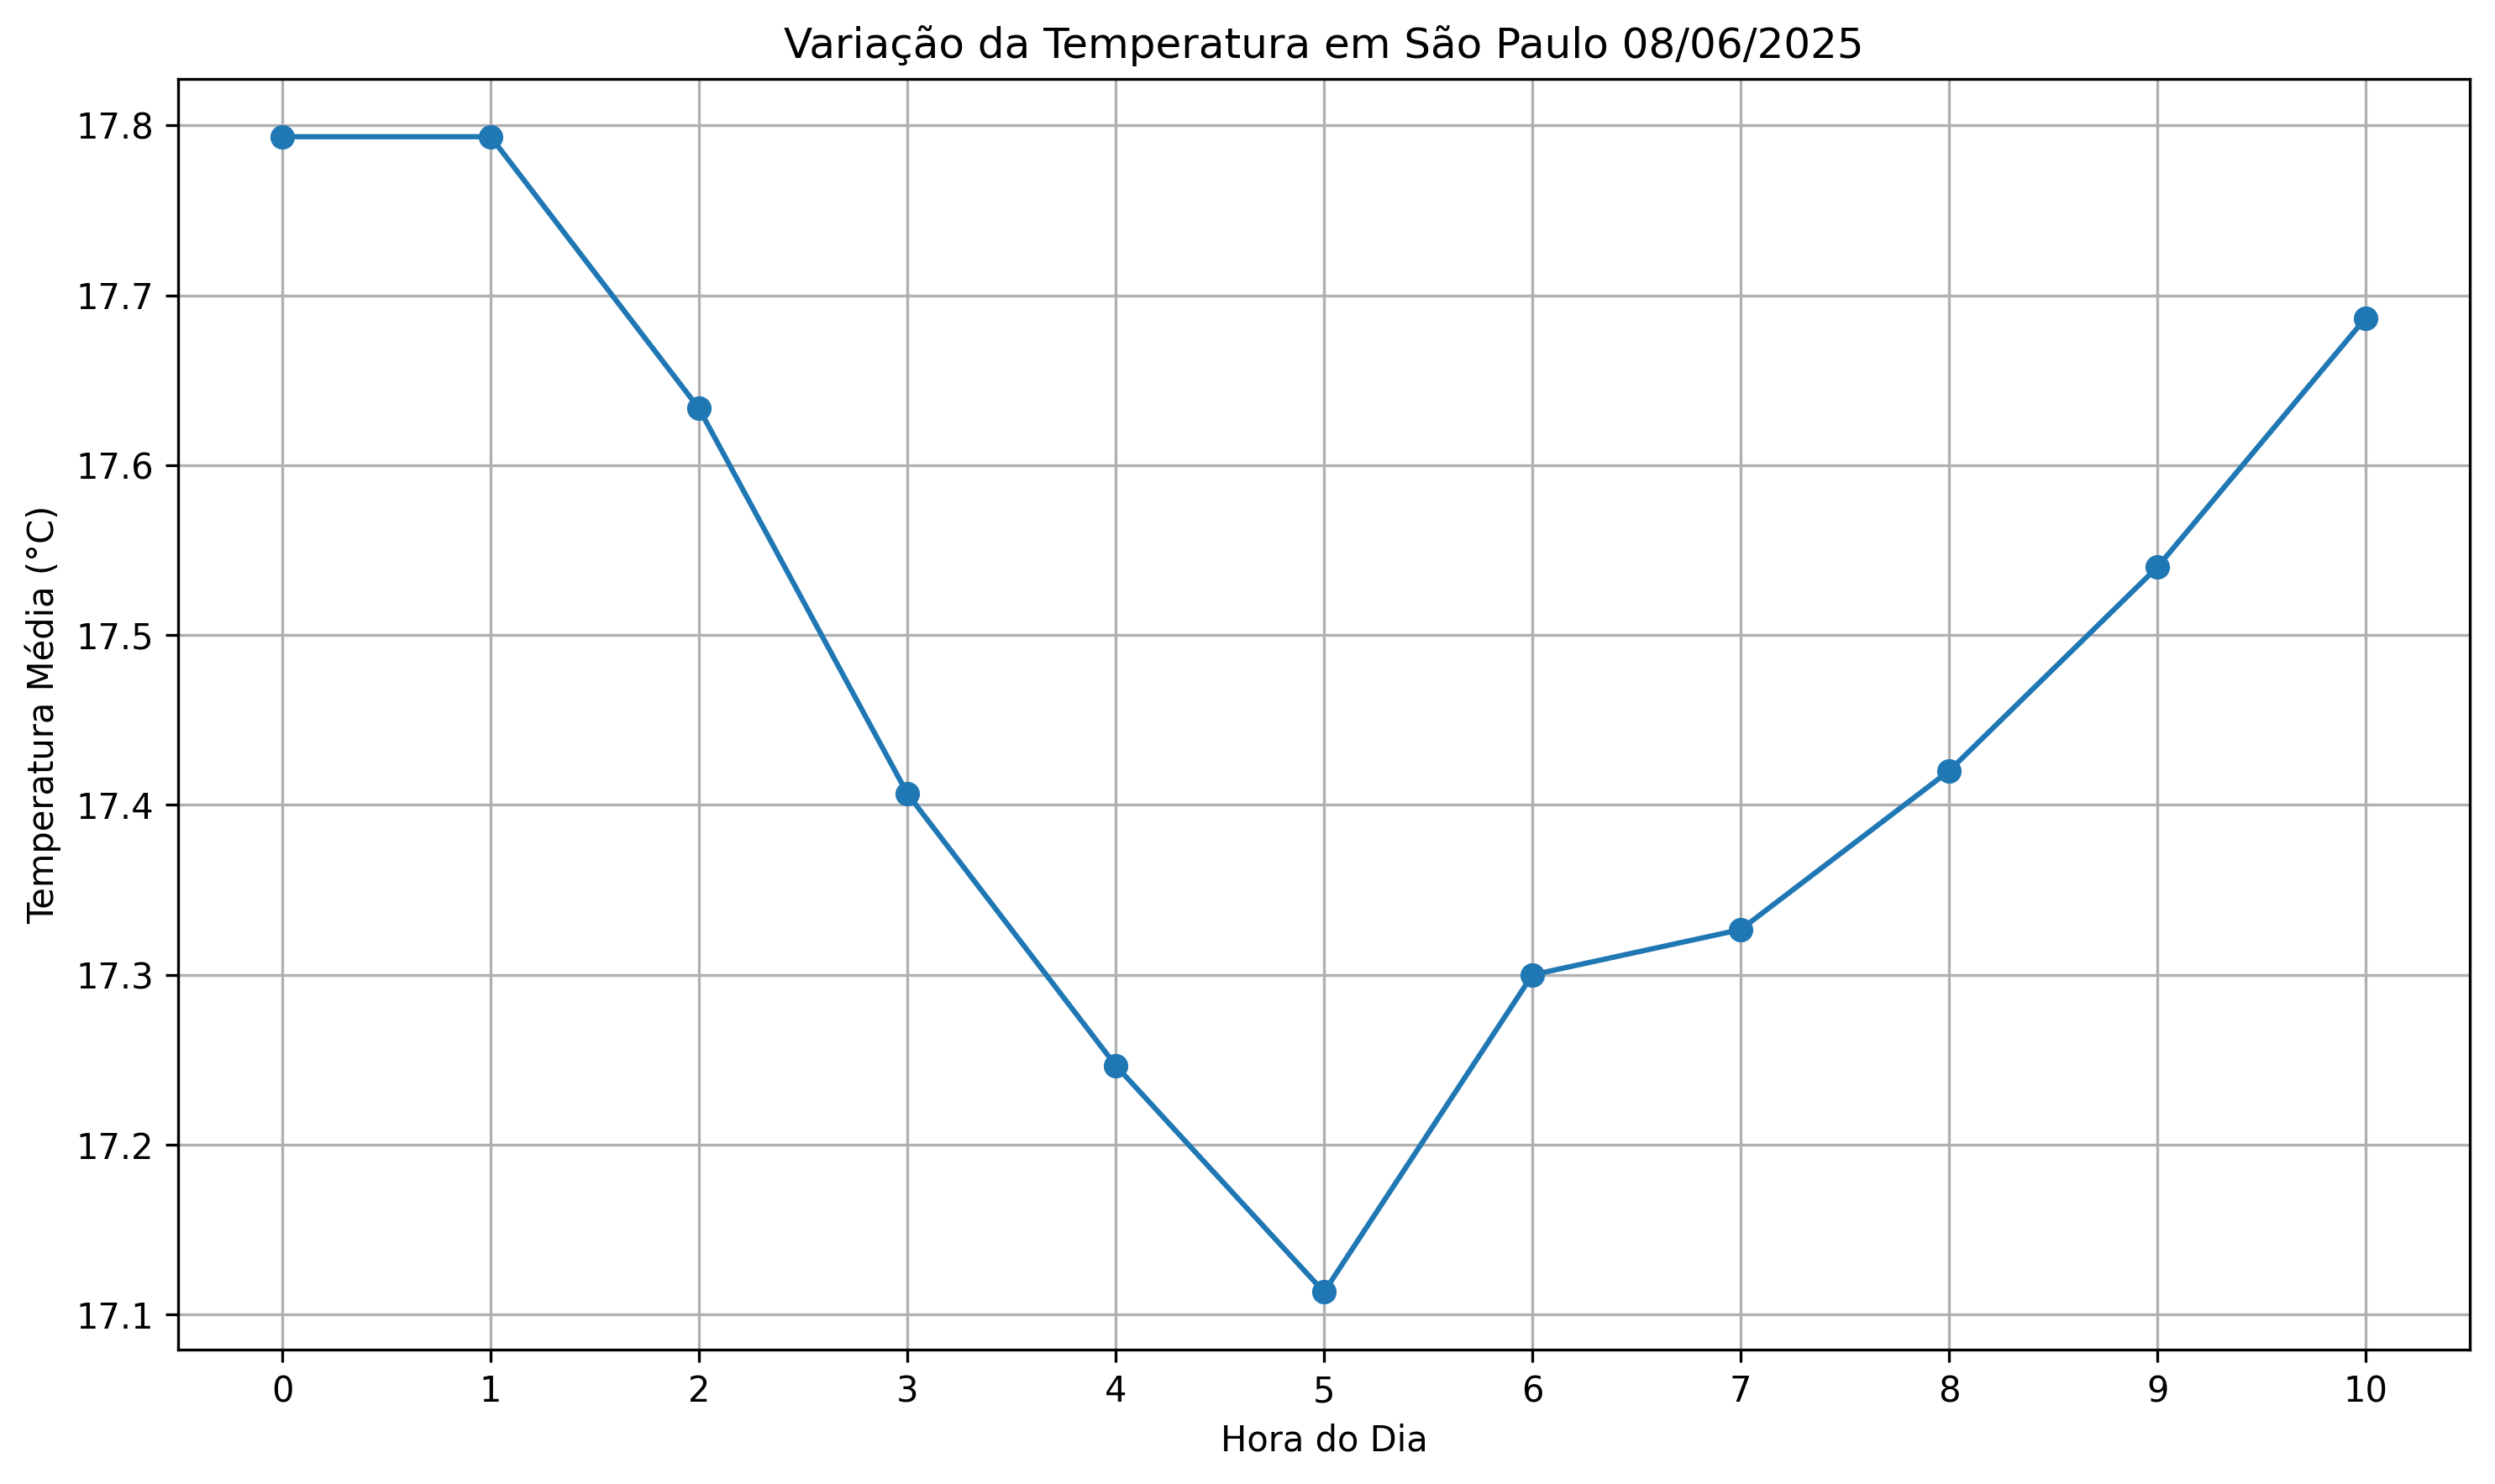 Variação da Temperatura em São Paulo 08/06/2025
Temperatura Média (°C)
17.8
17.7
17.6
17.5
17.4
17.3
17.2
17.1
0 1 2 3 4 5 6 7 8 9 10
Hora do Dia